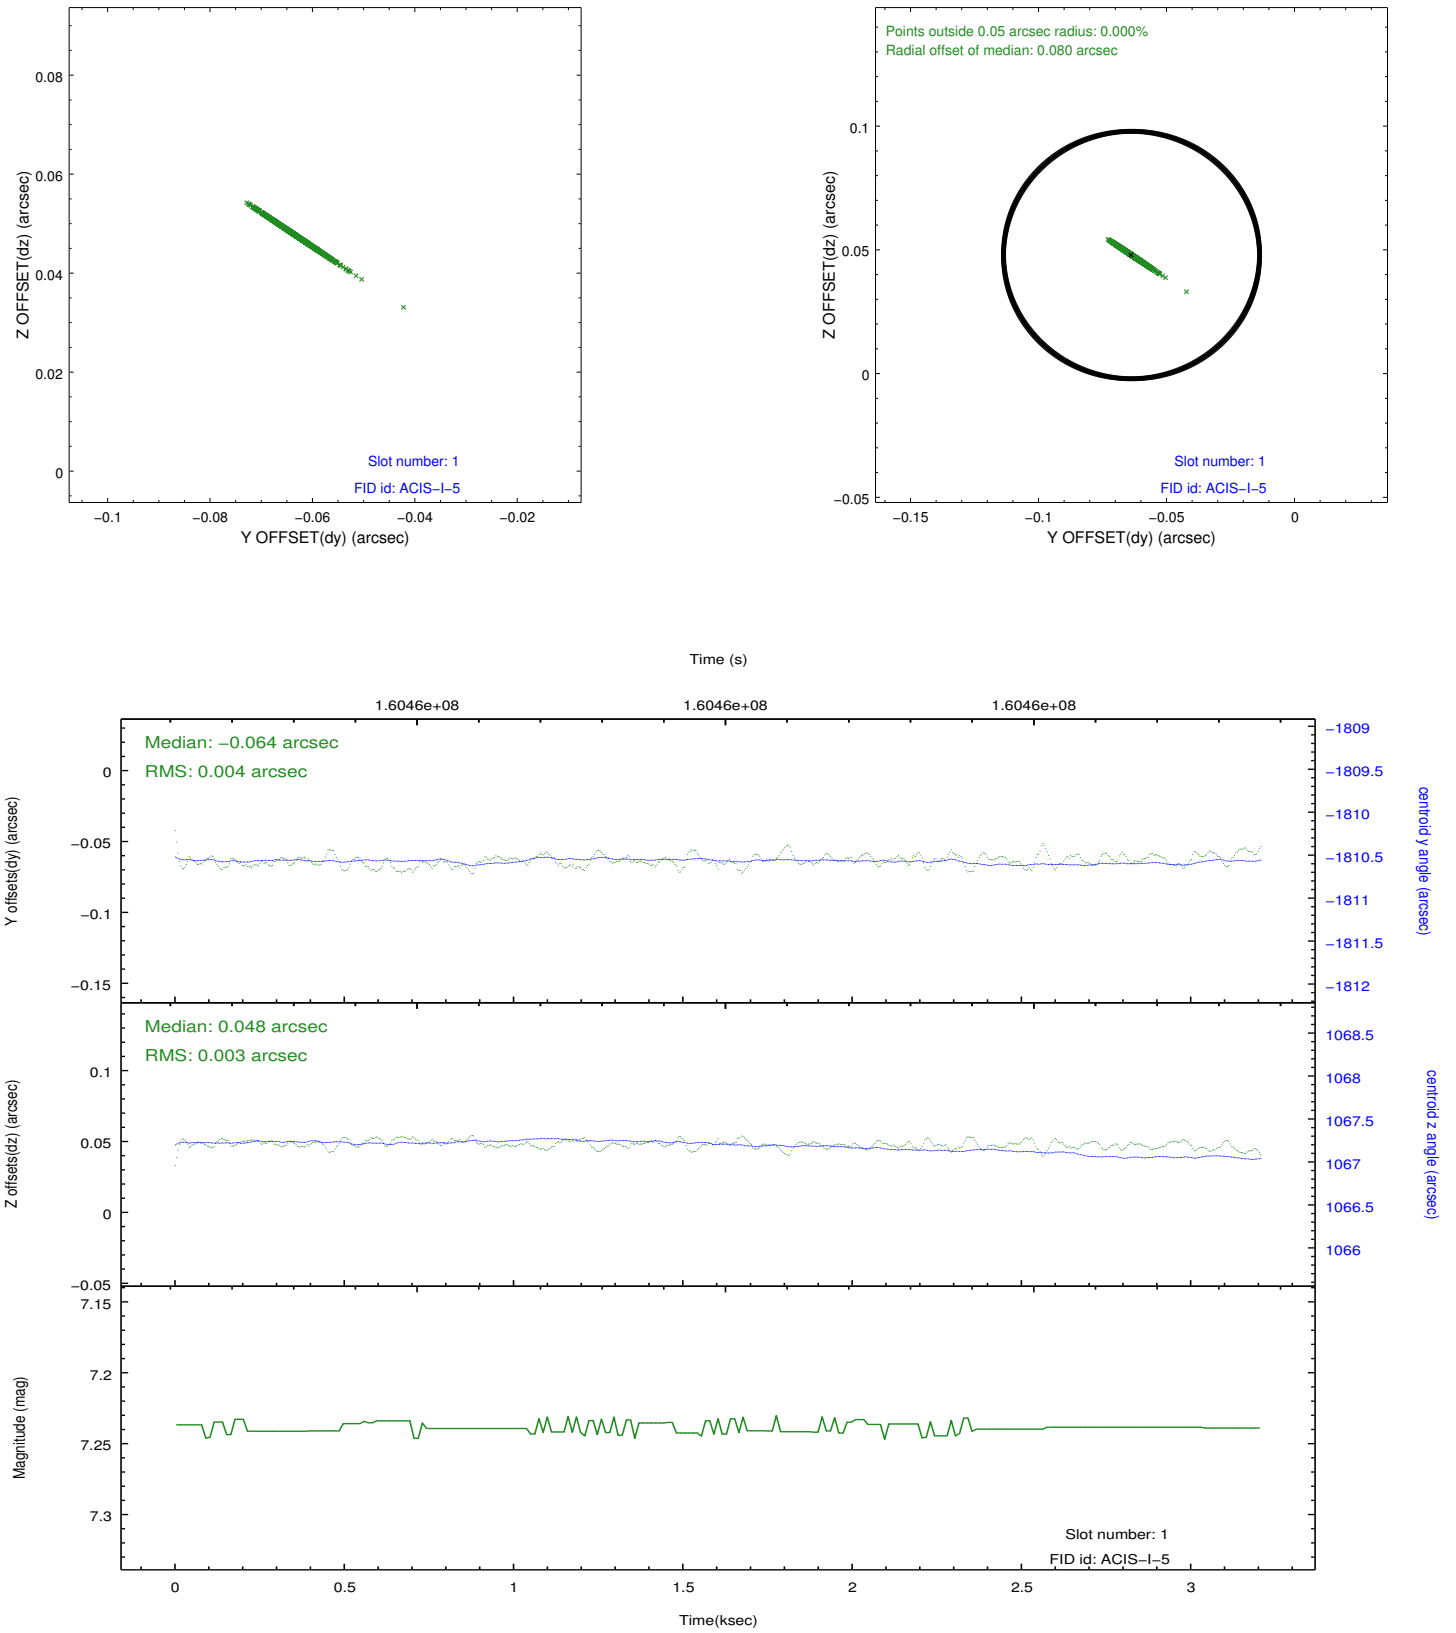 0.08
0.06
0.04
0.02
0
Z OFFSET(dz) (arcsec)
Slot number: 1
FID id: ACIS−I−5
−0.1 −0.08 −0.06 −0.04 −0.02
Y OFFSET(dy) (arcsec)
Points outside 0.05 arcsec radius: 0.000%
Radial offset of median: 0.080 arcsec
0.1
0.05
0
−0.05
Z OFFSET(dz) (arcsec)
Slot number: 1
FID id: ACIS−I−5
−0.15 −0.1 −0.05 0
Y OFFSET(dy) (arcsec)
Time (s)
1.6046e+08 1.6046e+08 1.6046e+08
Median: −0.064 arcsec
RMS: 0.004 arcsec
0
−0.05
−0.1
−0.15
Y offsets(dy) (arcsec)
−1809
−1809.5
−1810
−1810.5
−1811
−1811.5
−1812
centroid y angle (arcsec)
Median: 0.048 arcsec
RMS: 0.003 arcsec
0.1
0.05
0
−0.05
Z offsets(dz) (arcsec)
1068.5
1068
1067.5
1067
1066.5
1066
centroid z angle (arcsec)
7.15
7.2
7.25
7.3
Magnitude (mag)
Slot number: 1
FID id: ACIS−I−5
0 0.5 1 1.5 2 2.5 3
Time(ksec)